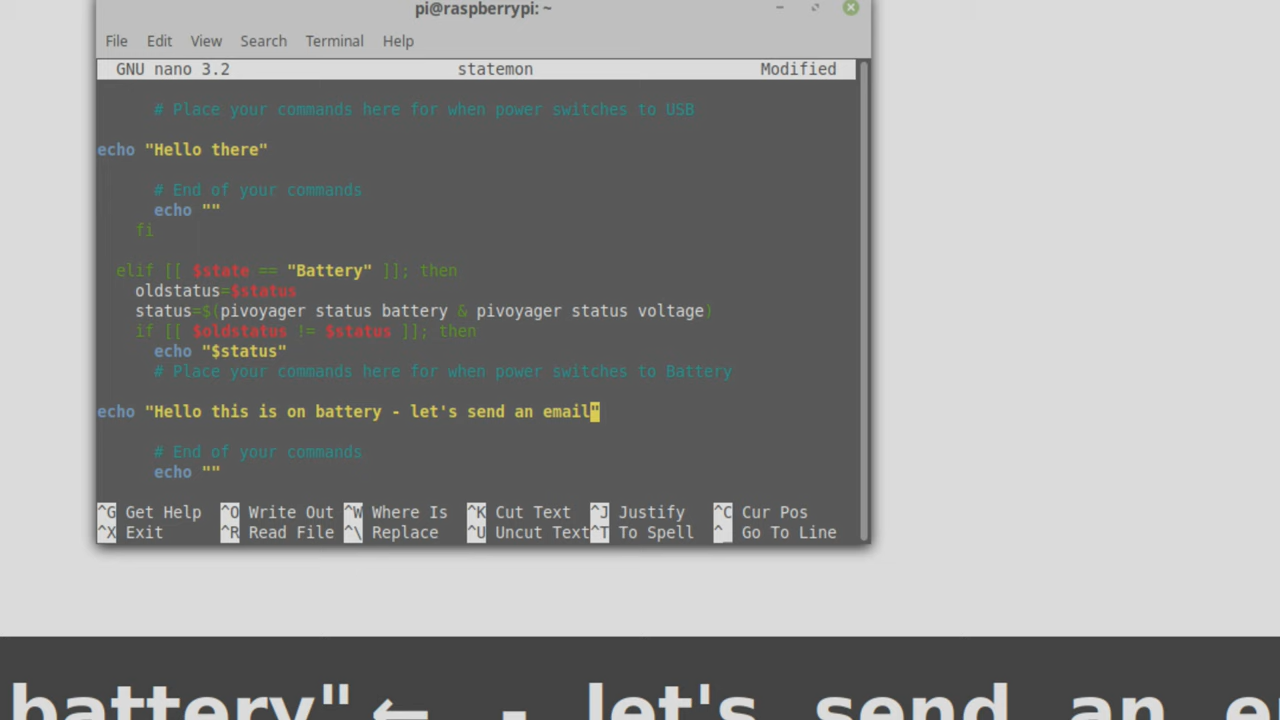 pi@raspberrypi: ~
File Edit View Search Terminal Help
GNU nano 3.2 statemon Modified
# Place your commands here for when power switches to USB
echo "Hello there"
# End of your commands
echo ""
fi
elif [[ $state == "Battery" ]]; then
oldstatus=$status
status=$(pivoyager status battery & pivoyager status voltage)
if [[ $oldstatus != $status ]]; then
echo "$status"
# Place your commands here for when power switches to Battery
echo "Hello this is on battery - let's send an email"
# End of your commands
echo ""
^G Get Help ^O Write Out ^W Where Is ^K Cut Text ^J Justify ^C Cur Pos
^X Exit ^R Read File ^\ Replace ^U Uncut Text ^T To Spell ^_ Go To Line
battery"← - let's send an e